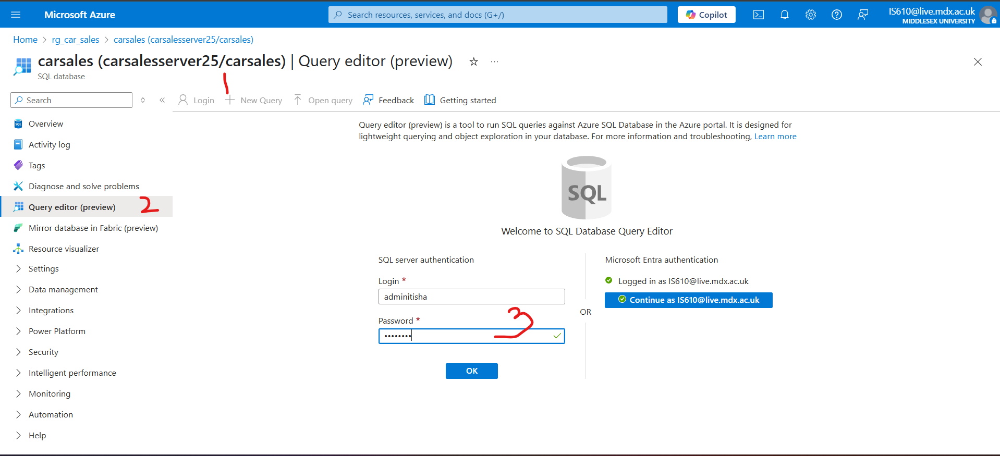 Microsoft Azure
Search resources, services, and docs (G+/)
Copilot
IS610@live.mdx.ac.uk
MIDDLESEX UNIVERSITY
Home > rg_car_sales > carsales (carsalesserver25/carsales)
carsales (carsalesserver25/carsales) | Query editor (preview)
SQL database
1
Search
Login
New Query
Open query
Feedback
Getting started
Overview
Activity log
Tags
Diagnose and solve problems
Query editor (preview)
2
Mirror database in Fabric (preview)
Resource visualizer
Settings
Data management
Integrations
Power Platform
Security
Intelligent performance
Monitoring
Automation
Help
Query editor (preview) is a tool to run SQL queries against Azure SQL Database in the Azure portal. It is designed for
lightweight querying and object exploration in your database. For more information and troubleshooting, Learn more
SQL
Welcome to SQL Database Query Editor
SQL server authentication
Login *
adminitisha
Password *
••••••••
3
OK
OR
Microsoft Entra authentication
Logged in as IS610@live.mdx.ac.uk
Continue as IS610@live.mdx.ac.uk